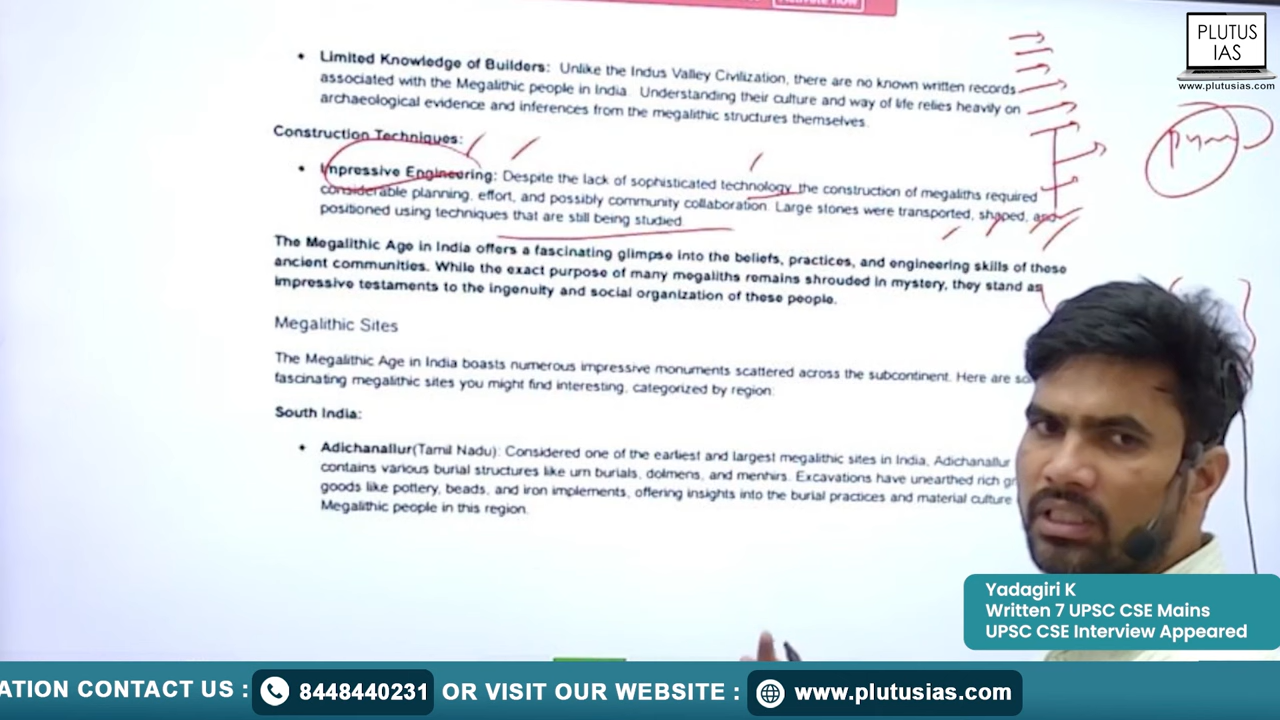 PLUTUS
IAS
www.plutusias.com
• Limited Knowledge of Builders: Unlike the Indus Valley Civilization, there are no known written records
associated with the Megalithic people in India. Understanding their culture and way of life relies heavily on
archaeological evidence and inferences from the megalithic structures themselves.
Construction Techniques:
• Impressive Engineering: Despite the lack of sophisticated technology, the construction of megaliths required
considerable planning, effort, and possibly community collaboration. Large stones were transported, shaped, and
positioned using techniques that are still being studied.
The Megalithic Age in India offers a fascinating glimpse into the beliefs, practices, and engineering skills of these
ancient communities. While the exact purpose of many megaliths remains shrouded in mystery, they stand as
impressive testaments to the ingenuity and social organization of these people.
Megalithic Sites
The Megalithic Age in India boasts numerous impressive monuments scattered across the subcontinent. Here are
fascinating megalithic sites you might find interesting, categorized by region:
South India:
• Adichanallur(Tamil Nadu): Considered one of the earliest and largest megalithic sites in India, Adichanallur
contains various burial structures like urn burials, dolmens, and menhirs. Excavations have unearthed rich
goods like pottery, beads, and iron implements, offering insights into the burial practices and material culture
Megalithic people in this region.
Yadagiri K
Written 7 UPSC CSE Mains
UPSC CSE Interview Appeared
ATION CONTACT US : 8448440231 OR VISIT OUR WEBSITE : www.plutusias.com